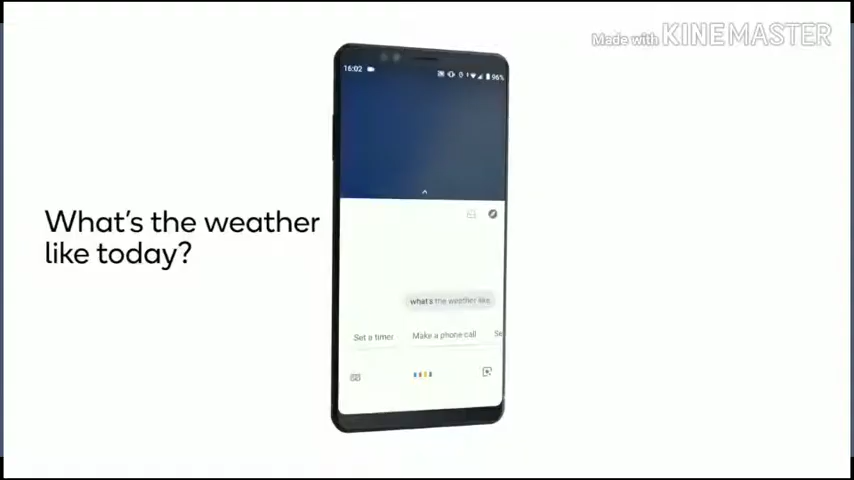 Made with KINEMASTER
16:02
96%
What's the weather
like today?
what's the weather like
Set a timer
Make a phone call
Se